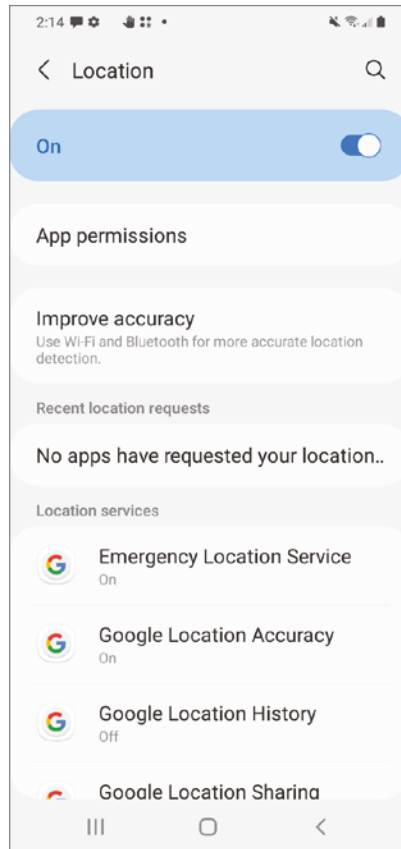 2:14
Location
On
App permissions
Improve accuracy
Use Wi-Fi and Bluetooth for more accurate location
detection.
Recent location requests
No apps have requested your location..
Location services
Emergency Location Service
On
Google Location Accuracy
On
Google Location History
Off
Google Location Sharing